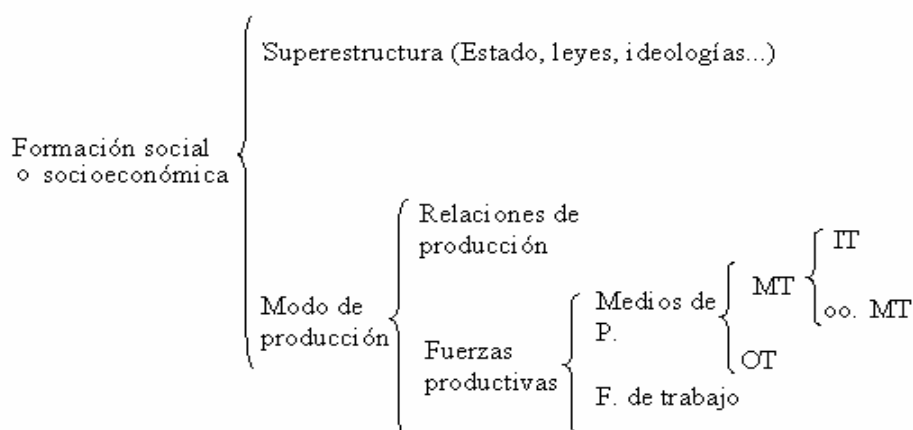 Superestructura (Estado, leyes, ideologías...)
Formación social
o socioeconómica
Relaciones de
producción
Modo de
producción
Fuerzas
productivas
Medios de
P.
F. de trabajo
MT
OT
IT
oo. MT